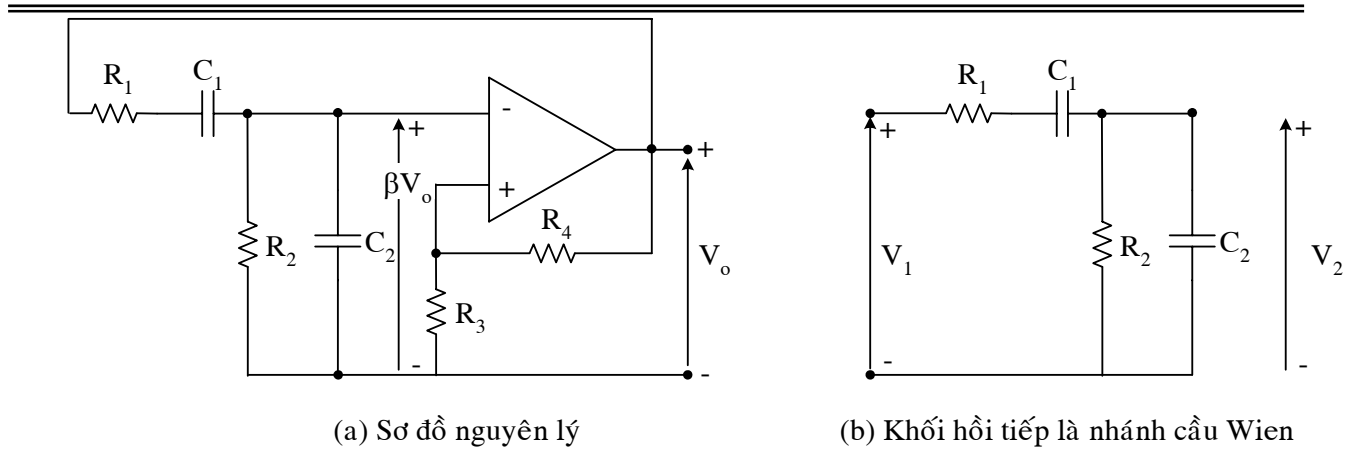 R₁ C₁
-
+
βVₒ
-
+
R₂ C₂
R₄
R₃
+
Vₒ
-
R₁ C₁
+
V₁
-
R₂ C₂
+
V₂
-
(a) Sơ đồ nguyên lý
(b) Khối hồi tiếp là nhánh cầu Wien